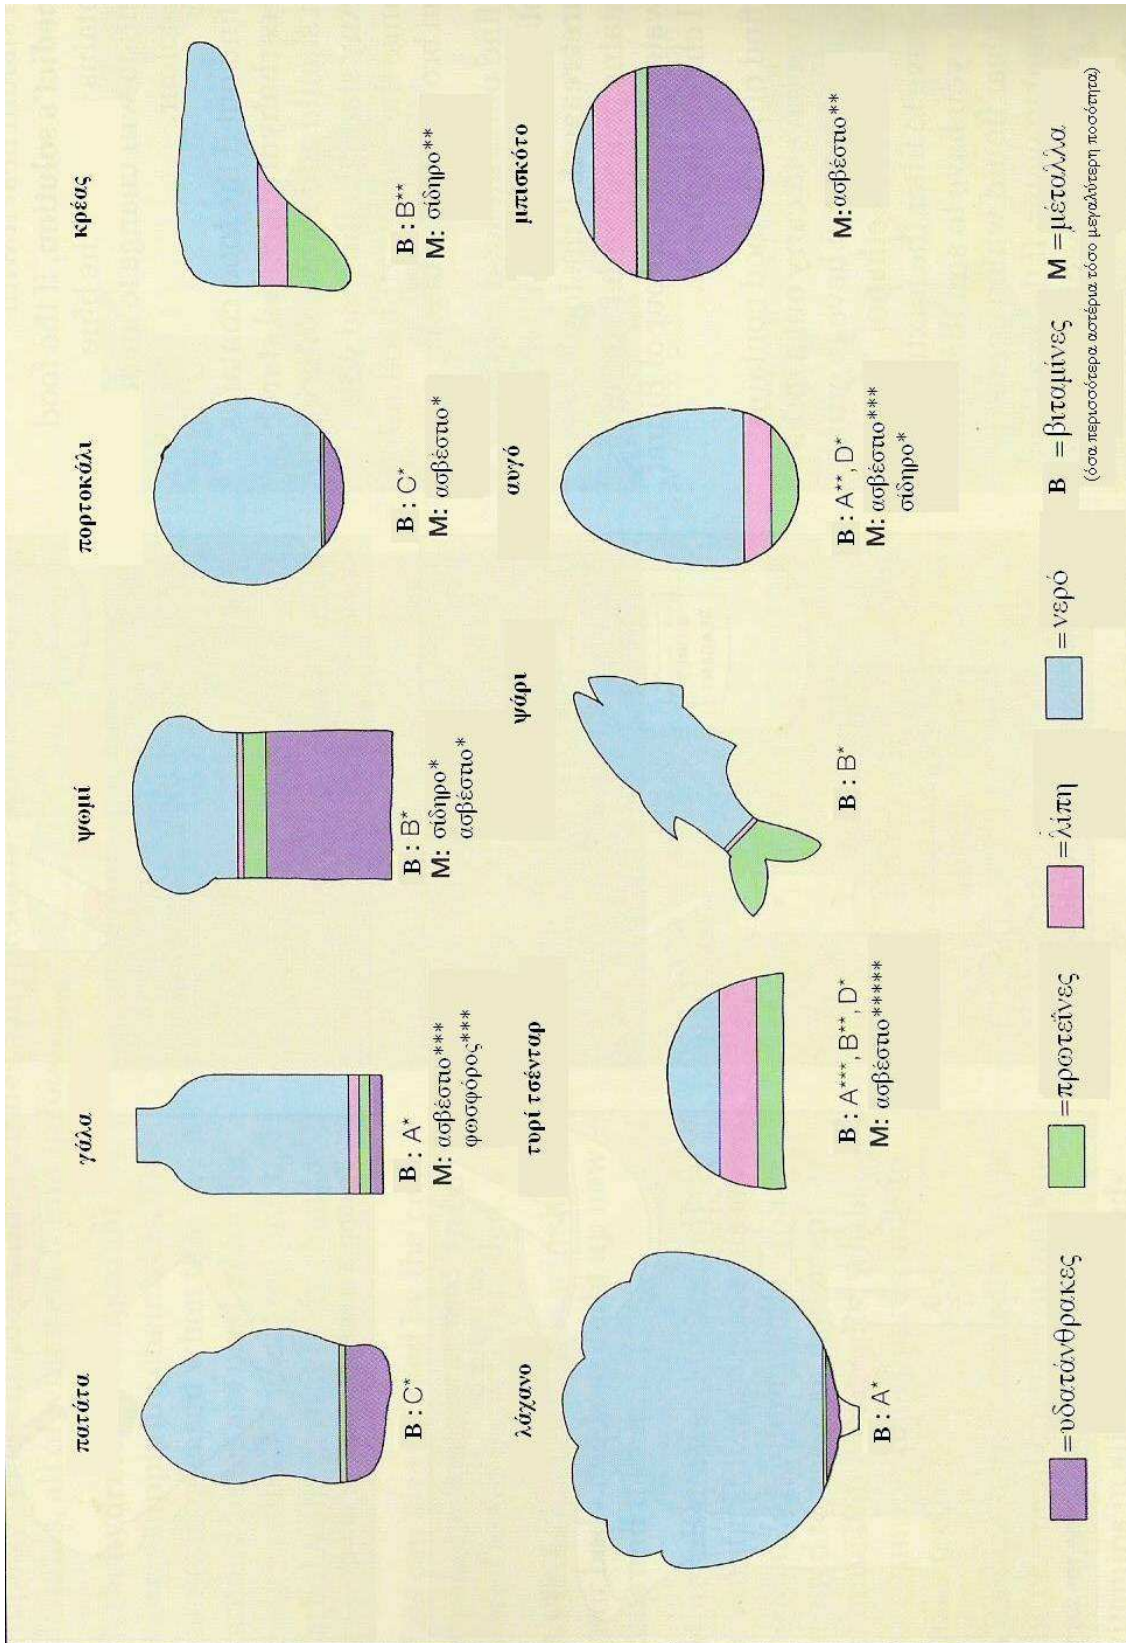 πατάτα
B : C*
γάλα
B : A*
M: ασβέστιο***
φωσφόρος***
ψωμί
B : B*
M: σίδηρο*
ασβέστιο*
πορτοκάλι
B : C*
M: ασβέστιο*
κρέας
B : B**
M: σίδηρο**
λάχανο
B : A*
τυρί τσένταρ
B : A***, B**, D*
M: ασβέστιο*****
ψάρι
B : B*
αυγό
B : A**, D*
M: ασβέστιο***
σίδηρο*
μπισκότο
M: ασβέστιο**
=υδατάνθρακες
=πρωτεΐνες
=λίπη
=νερό
B =βιταμίνες M =μέταλλα
(όσα περισσότερα αστέρια τόσο μεγαλύτερη ποσότητα)